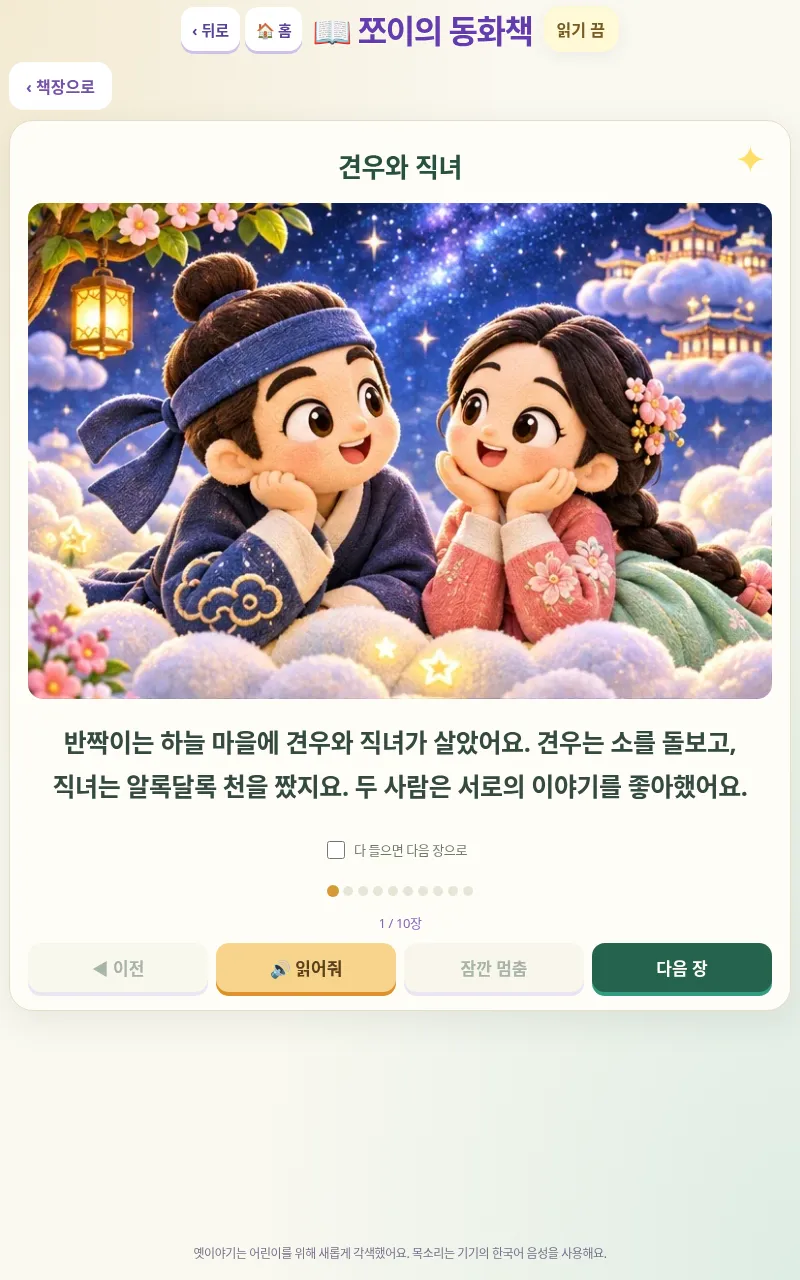 ‹ 뒤로 🏠 홈 📖 쪼이의 동화책 읽기 끝
‹ 책장으로
견우와 직녀
반짝이는 하늘 마을에 견우와 직녀가 살았어요. 견우는 소를 돌보고,
직녀는 알록달록 천을 짰지요. 두 사람은 서로의 이야기를 좋아했어요.
다 들으면 다음 장으로
1 / 10장
◀ 이전 🔊 읽어줘 잠깐 멈춤 다음 장
옛이야기는 어린이를 위해 새롭게 각색했어요. 목소리는 기기의 한국어 음성을 사용해요.